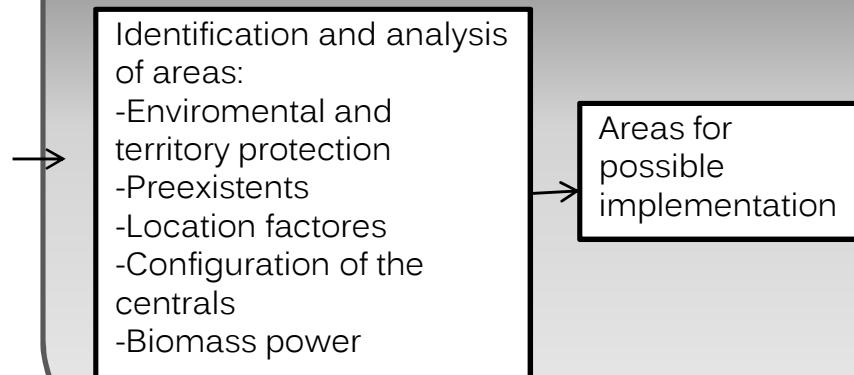 Identification and analysis
of areas:
-Enviromental and
territory protection
-Preexistents
-Location factores
-Configuration of the
centrals
-Biomass power
Areas for
possible
implementation